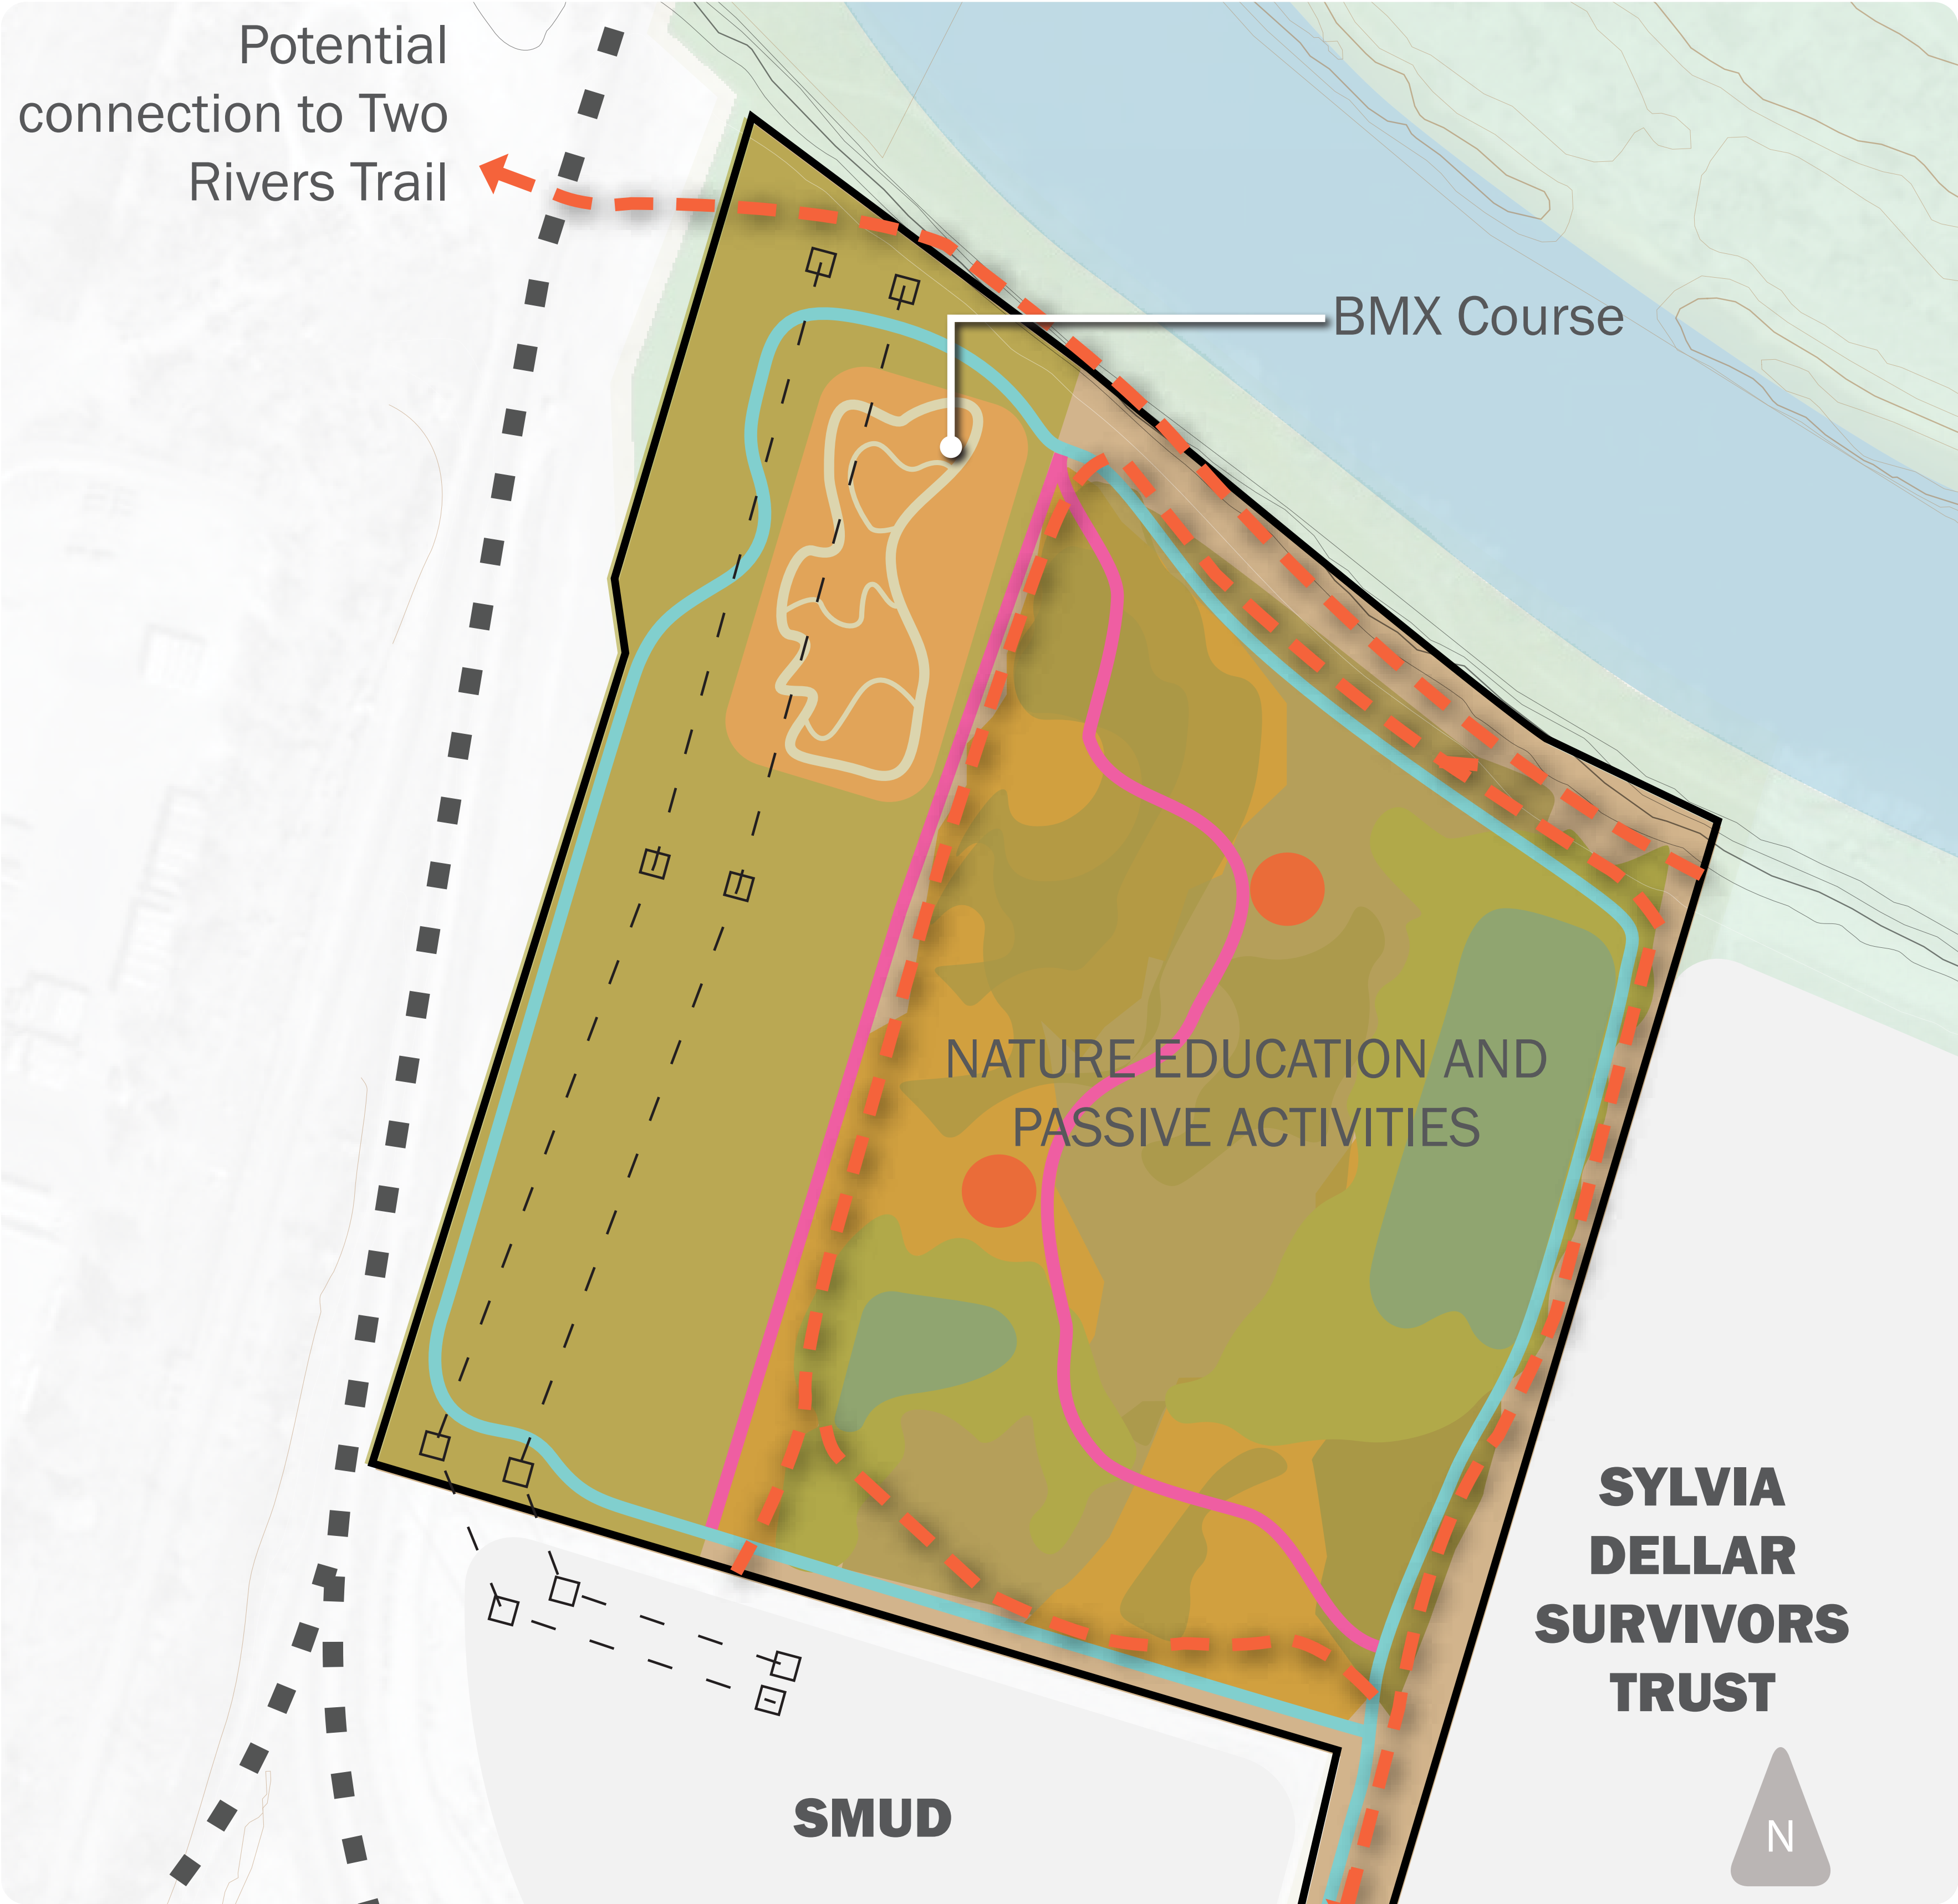 Potential
connection to Two
Rivers Trail
BMX Course
NATURE EDUCATION AND
PASSIVE ACTIVITIES
SYLVIA
DELLAR
SURVIVORS
TRUST
SMUD
N